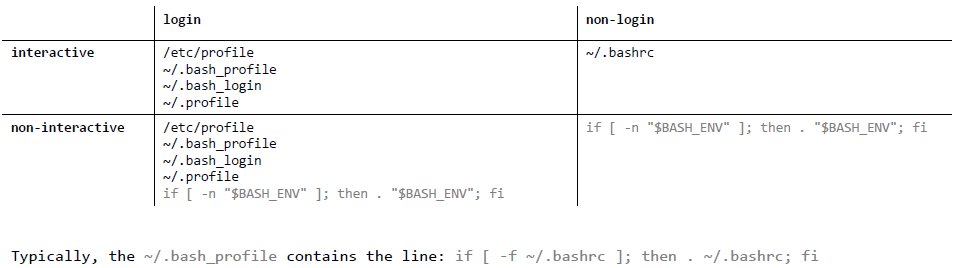 login non-login
interactive /etc/profile ~/.bashrc
~/.bash_profile
~/.bash_login
~/.profile
non-interactive /etc/profile if [ -n "$BASH_ENV" ]; then . "$BASH_ENV"; fi
~/.bash_profile
~/.bash_login
~/.profile
if [ -n "$BASH_ENV" ]; then . "$BASH_ENV"; fi
Typically, the ~/.bash_profile contains the line: if [ -f ~/.bashrc ]; then . ~/.bashrc; fi